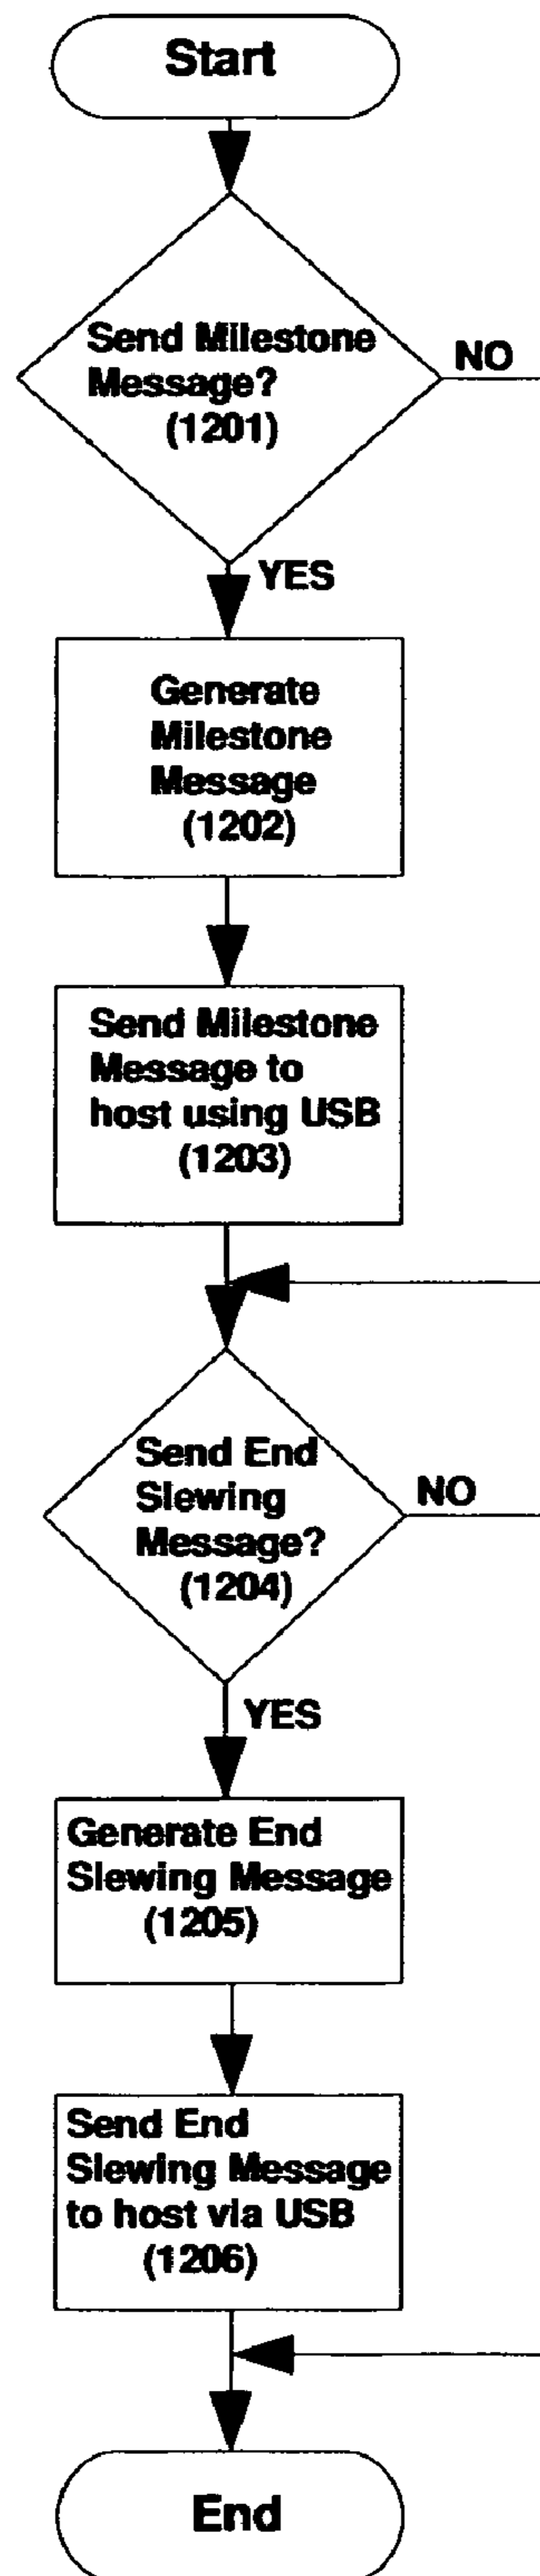 Start
Send Milestone
Message?
(1201)
NO
YES
Generate
Milestone
Message
(1202)
Send Milestone
Message to
host using USB
(1203)
Send End
Slewing
Message?
(1204)
NO
YES
Generate End
Slewing Message
(1205)
Send End
Slewing Message
to host via USB
(1206)
End